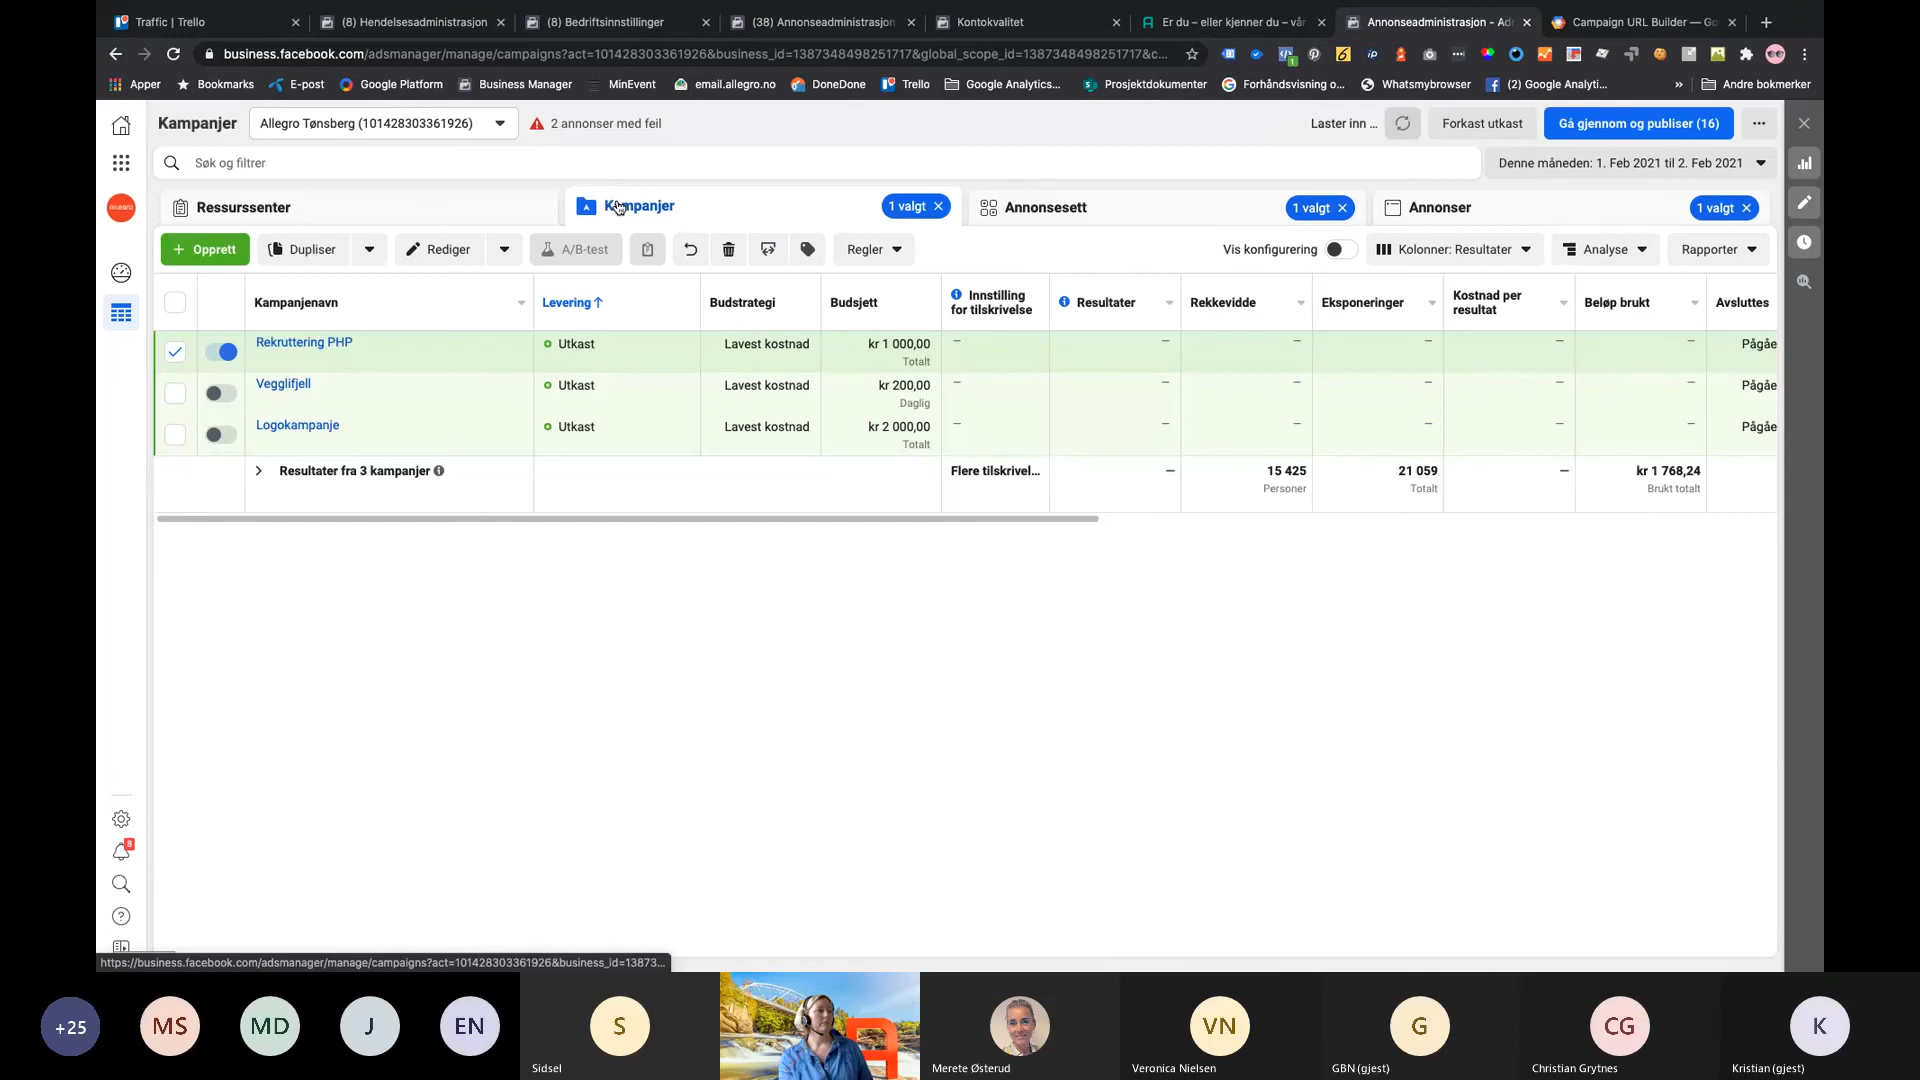 Traffic | Trello
(8) Hendelsesadministrasjon
(8) Bedriftsinnstillinger
(38) Annonseadministrasjon
Kontokvalitet
Er du – eller kjenner du – vår
Annonseadministrasjon - Ad
Campaign URL Builder — Go
business.facebook.com/adsmanager/manage/campaigns?act=101428303361926&business_id=1387348498251717&global_scope_id=1387348498251717&c...
Apper
Bookmarks
E-post
Google Platform
Business Manager
MinEvent
email.allegro.no
DoneDone
Trello
Google Analytics...
Prosjektdokumenter
Forhåndsvisning o...
Whatsmybrowser
(2) Google Analyti...
»
Andre bokmerker
Kampanjer
Allegro Tønsberg (101428303361926)
2 annonser med feil
Laster inn ...
Forkast utkast
Gå gjennom og publiser (16)
Søk og filtrer
Denne måneden: 1. Feb 2021 til 2. Feb 2021
Ressurssenter
Kampanjer
1 valgt
Annonsesett
1 valgt
Annonser
1 valgt
+ Opprett
Dupliser
Rediger
A/B-test
Regler
Vis konfigurering
Kolonner: Resultater
Analyse
Rapporter
Kampanjenavn
Levering↑
Budstrategi
Budsjett
Innstilling for tilskrivelse
Resultater
Rekkevidde
Eksponeringer
Kostnad per resultat
Beløp brukt
Avsluttes
Rekruttering PHP
Utkast
Lavest kostnad
kr 1 000,00
Totalt
—
—
—
—
—
—
Pågåe
Vegglifjell
Utkast
Lavest kostnad
kr 200,00
Daglig
—
—
—
—
—
—
Pågåe
Logokampanje
Utkast
Lavest kostnad
kr 2 000,00
Totalt
—
—
—
—
—
—
Pågåe
Resultater fra 3 kampanjer
Flere tilskrivel...
—
15 425
Personer
21 059
Totalt
—
kr 1 768,24
Brukt totalt
8
https://business.facebook.com/adsmanager/manage/campaigns?act=101428303361926&business_id=13873...
+25
MS
MD
J
EN
S
Sidsel
Merete Østerud
VN
Veronica Nielsen
G
GBN (gjest)
CG
Christian Grytnes
K
Kristian (gjest)